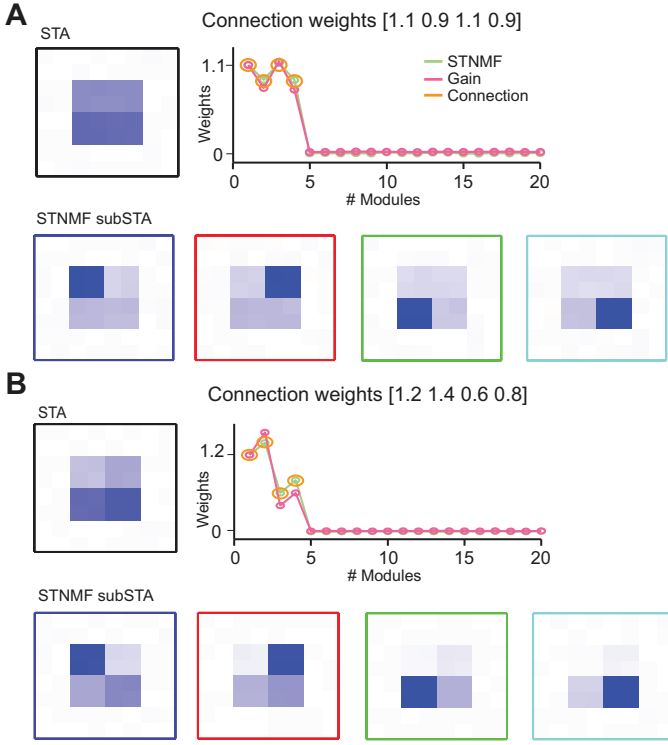 A
Connection weights [1.1 0.9 1.1 0.9]
STA
1.1
0
Weights
STNMF
Gain
Connection
0 5 10 15 20
# Modules
STNMF subSTA
B
Connection weights [1.2 1.4 0.6 0.8]
STA
1.2
0
Weights
0 5 10 15 20
# Modules
STNMF subSTA